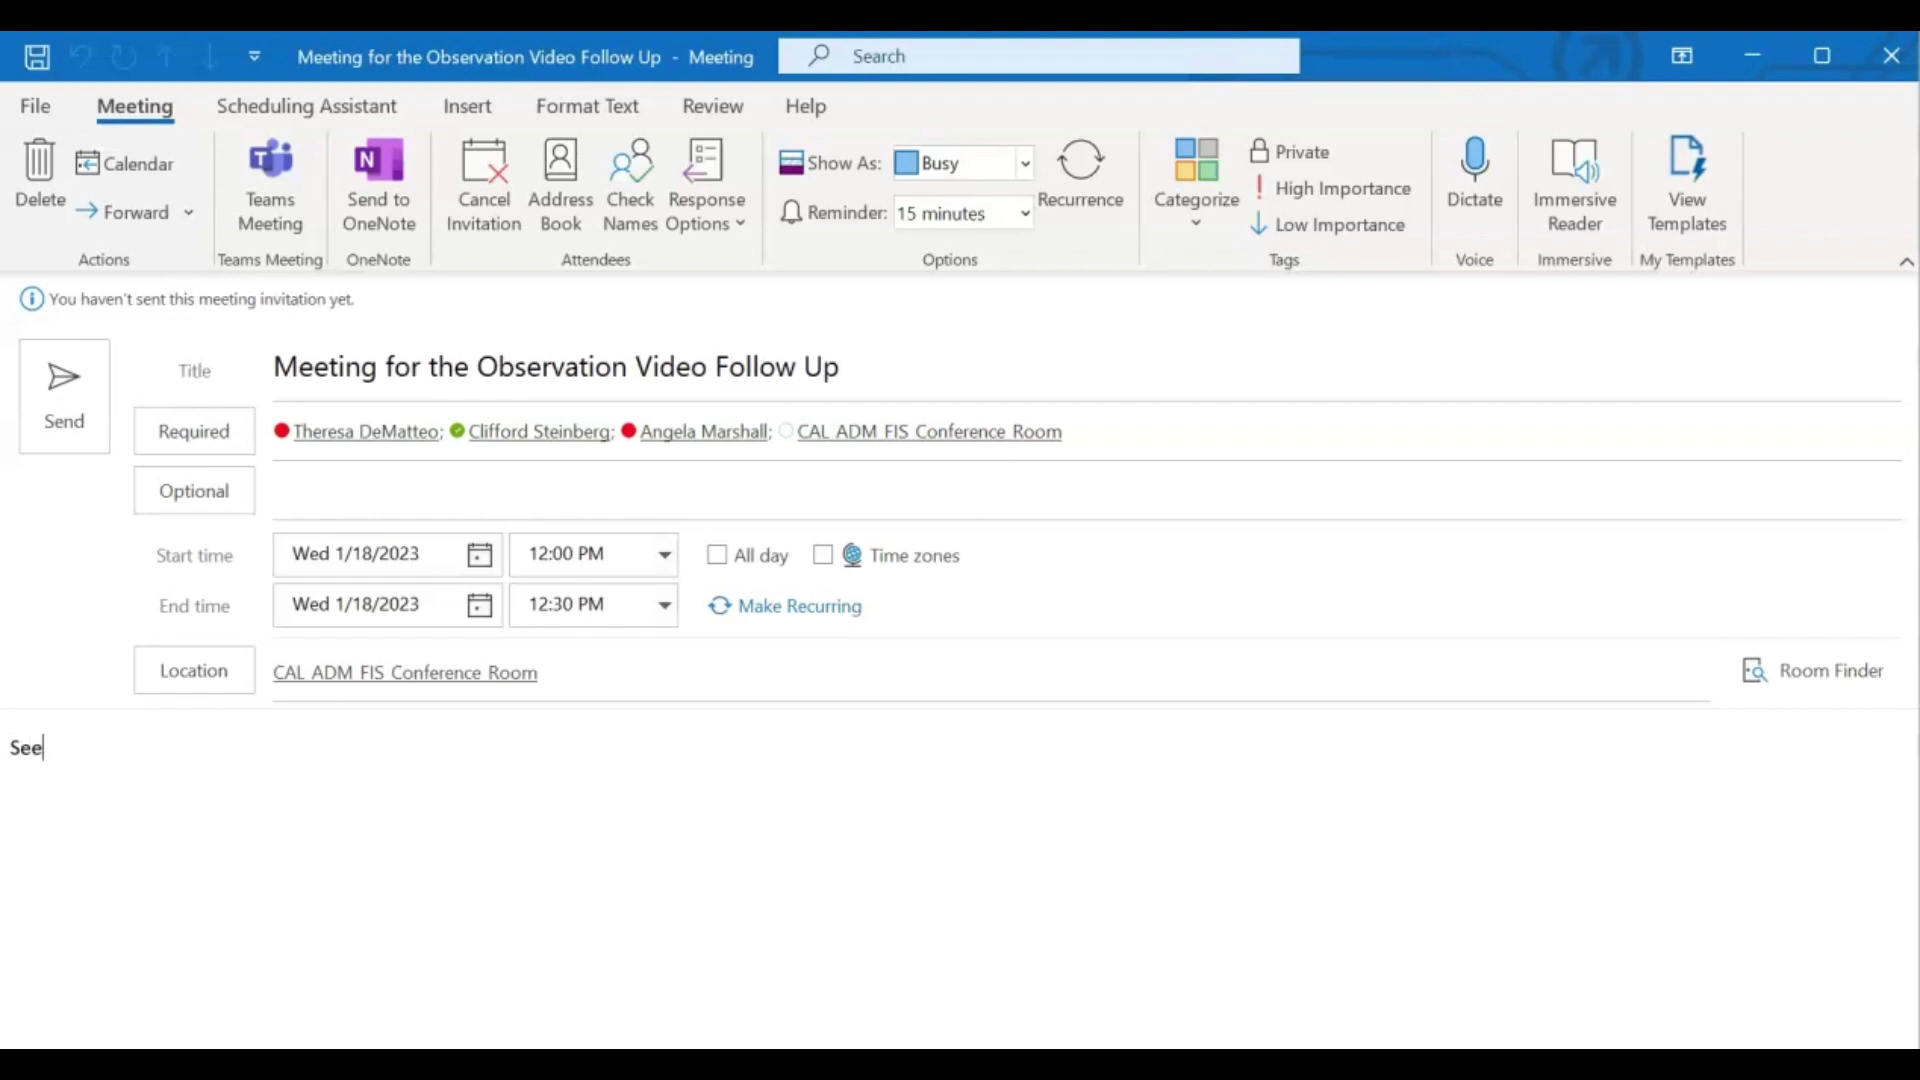 Meeting for the Observation Video Follow Up - Meeting
Search
File Meeting Scheduling Assistant Insert Format Text Review Help
Delete
Calendar
Forward
Actions
Teams
Meeting
Teams Meeting
N
Send to
OneNote
OneNote
Cancel
Invitation
Address
Book
Check
Names
Response
Options
Attendees
Show As: Busy
Reminder: 15 minutes
Recurrence
Options
Categorize
Private
High Importance
Low Importance
Tags
Dictate
Voice
Immersive
Reader
Immersive
View
Templates
My Templates
You haven't sent this meeting invitation yet.
Send
Title Meeting for the Observation Video Follow Up
Required Theresa DeMatteo; Clifford Steinberg; Angela Marshall; CAL ADM FIS Conference Room
Optional
Start time Wed 1/18/2023 12:00 PM All day Time zones
End time Wed 1/18/2023 12:30 PM Make Recurring
Location CAL ADM FIS Conference Room Room Finder
See